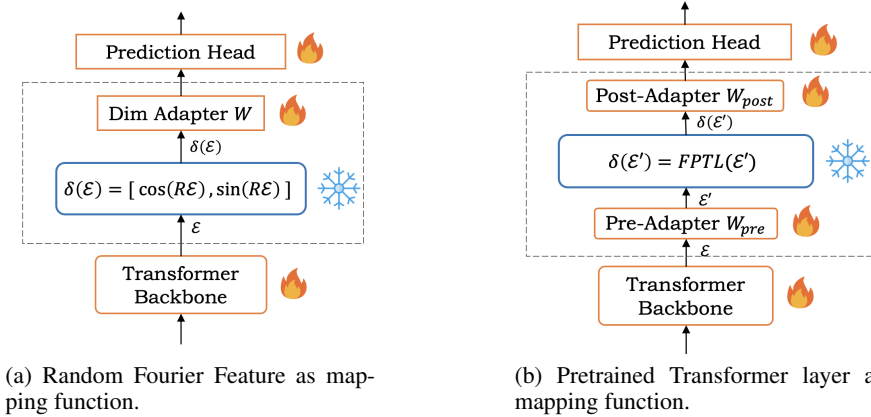 Prediction Head
Dim Adapter W
δ(ℰ)
δ(ℰ) = [ cos(Rℰ) , sin(Rℰ) ]
ℰ
Transformer
Backbone
(a) Random Fourier Feature as map-
ping function.
Prediction Head
Post-Adapter W_post
δ(ℰ′)
δ(ℰ′) = FPTL(ℰ′)
ℰ′
Pre-Adapter W_pre
ℰ
Transformer
Backbone
(b) Pretrained Transformer layer a
mapping function.